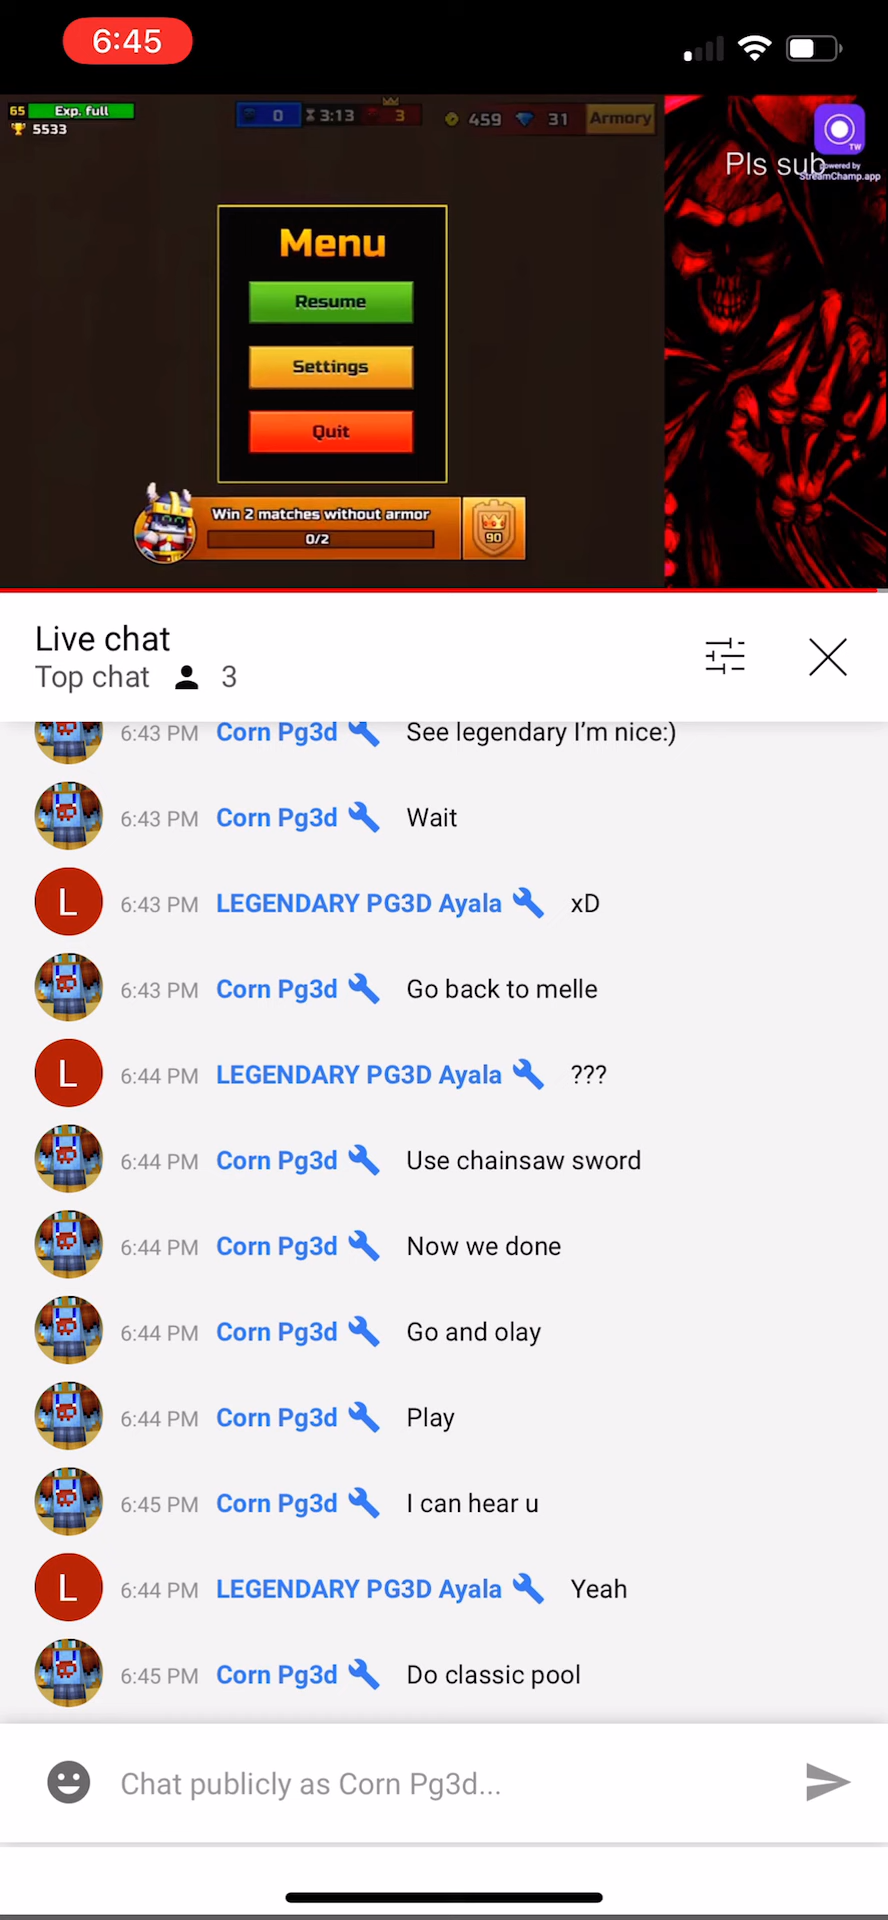 6:45
65 Exp. full
5533
0 3:13 3
459 31 Armory
TW
Pls sub
powered by
StreamChamp.app
Menu
Resume
Settings
Quit
Win 2 matches without armor
0/2
90
Live chat
Top chat 3
6:43 PM Corn Pg3d See legendary I'm nice:)
6:43 PM Corn Pg3d Wait
L 6:43 PM LEGENDARY PG3D Ayala xD
6:43 PM Corn Pg3d Go back to melle
L 6:44 PM LEGENDARY PG3D Ayala ???
6:44 PM Corn Pg3d Use chainsaw sword
6:44 PM Corn Pg3d Now we done
6:44 PM Corn Pg3d Go and olay
6:44 PM Corn Pg3d Play
6:45 PM Corn Pg3d I can hear u
L 6:44 PM LEGENDARY PG3D Ayala Yeah
6:45 PM Corn Pg3d Do classic pool
Chat publicly as Corn Pg3d...